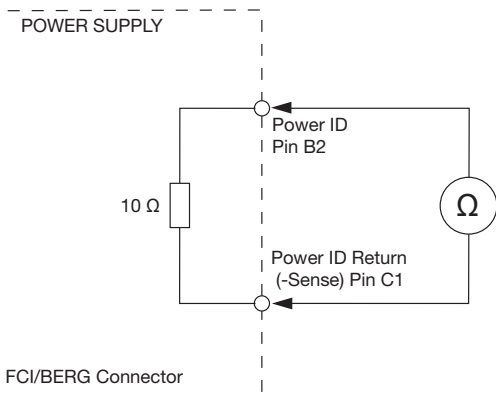 POWER SUPPLY
Power ID
Pin B2
10 Ω
Ω
Power ID Return
(-Sense) Pin C1
FCI/BERG Connector